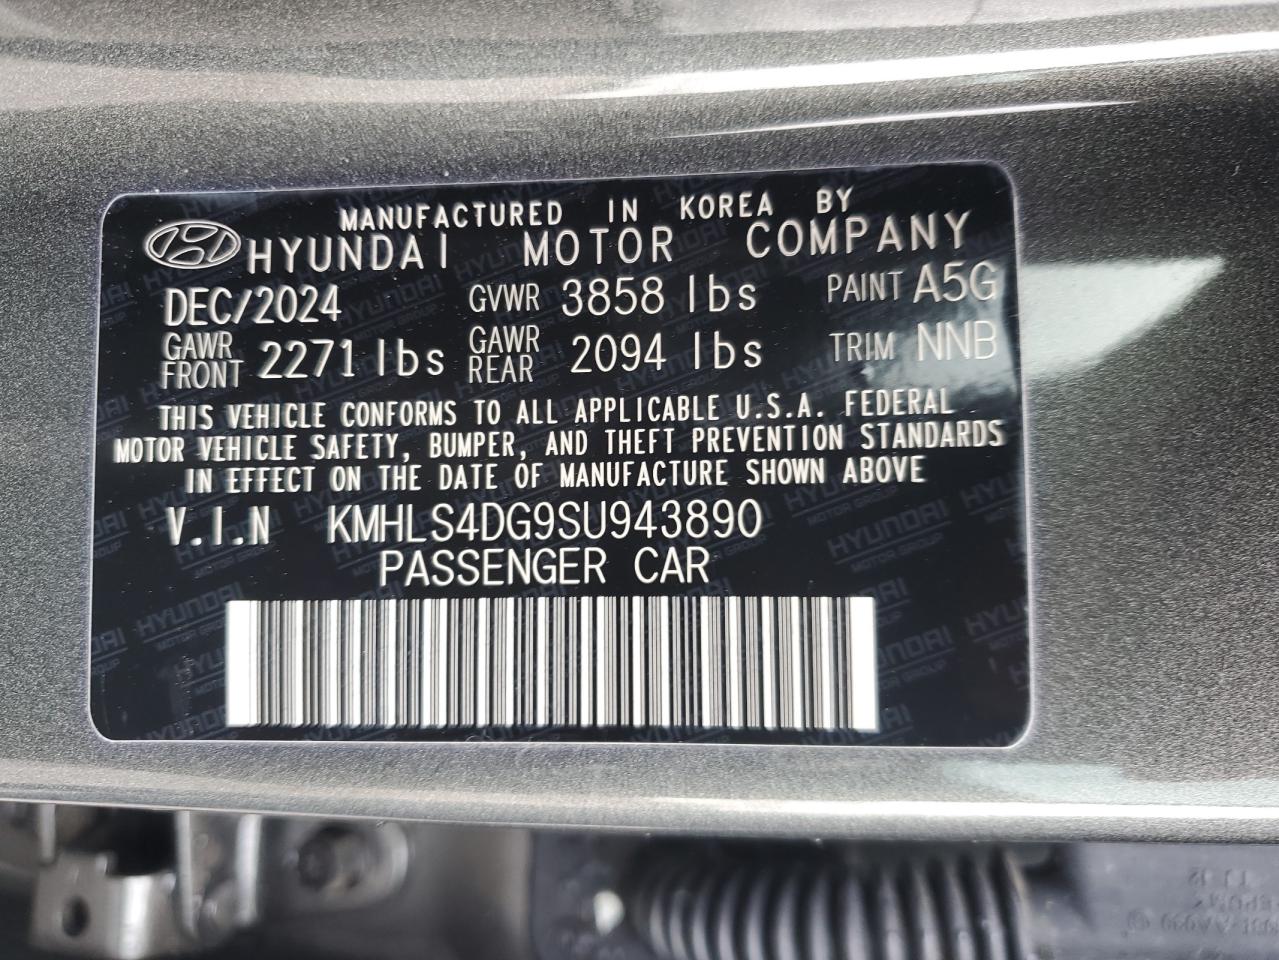 MANUFACTURED IN KOREA BY
HYUNDAI MOTOR COMPANY
DEC/2024 GVWR 3858 lbs PAINT A5G
GAWR FRONT 2271 lbs GAWR REAR 2094 lbs TRIM NNB
THIS VEHICLE CONFORMS TO ALL APPLICABLE U.S.A. FEDERAL
MOTOR VEHICLE SAFETY, BUMPER, AND THEFT PREVENTION STANDARDS
IN EFFECT ON THE DATE OF MANUFACTURE SHOWN ABOVE
V.I.N KMHLS4DG9SU943890
PASSENGER CAR